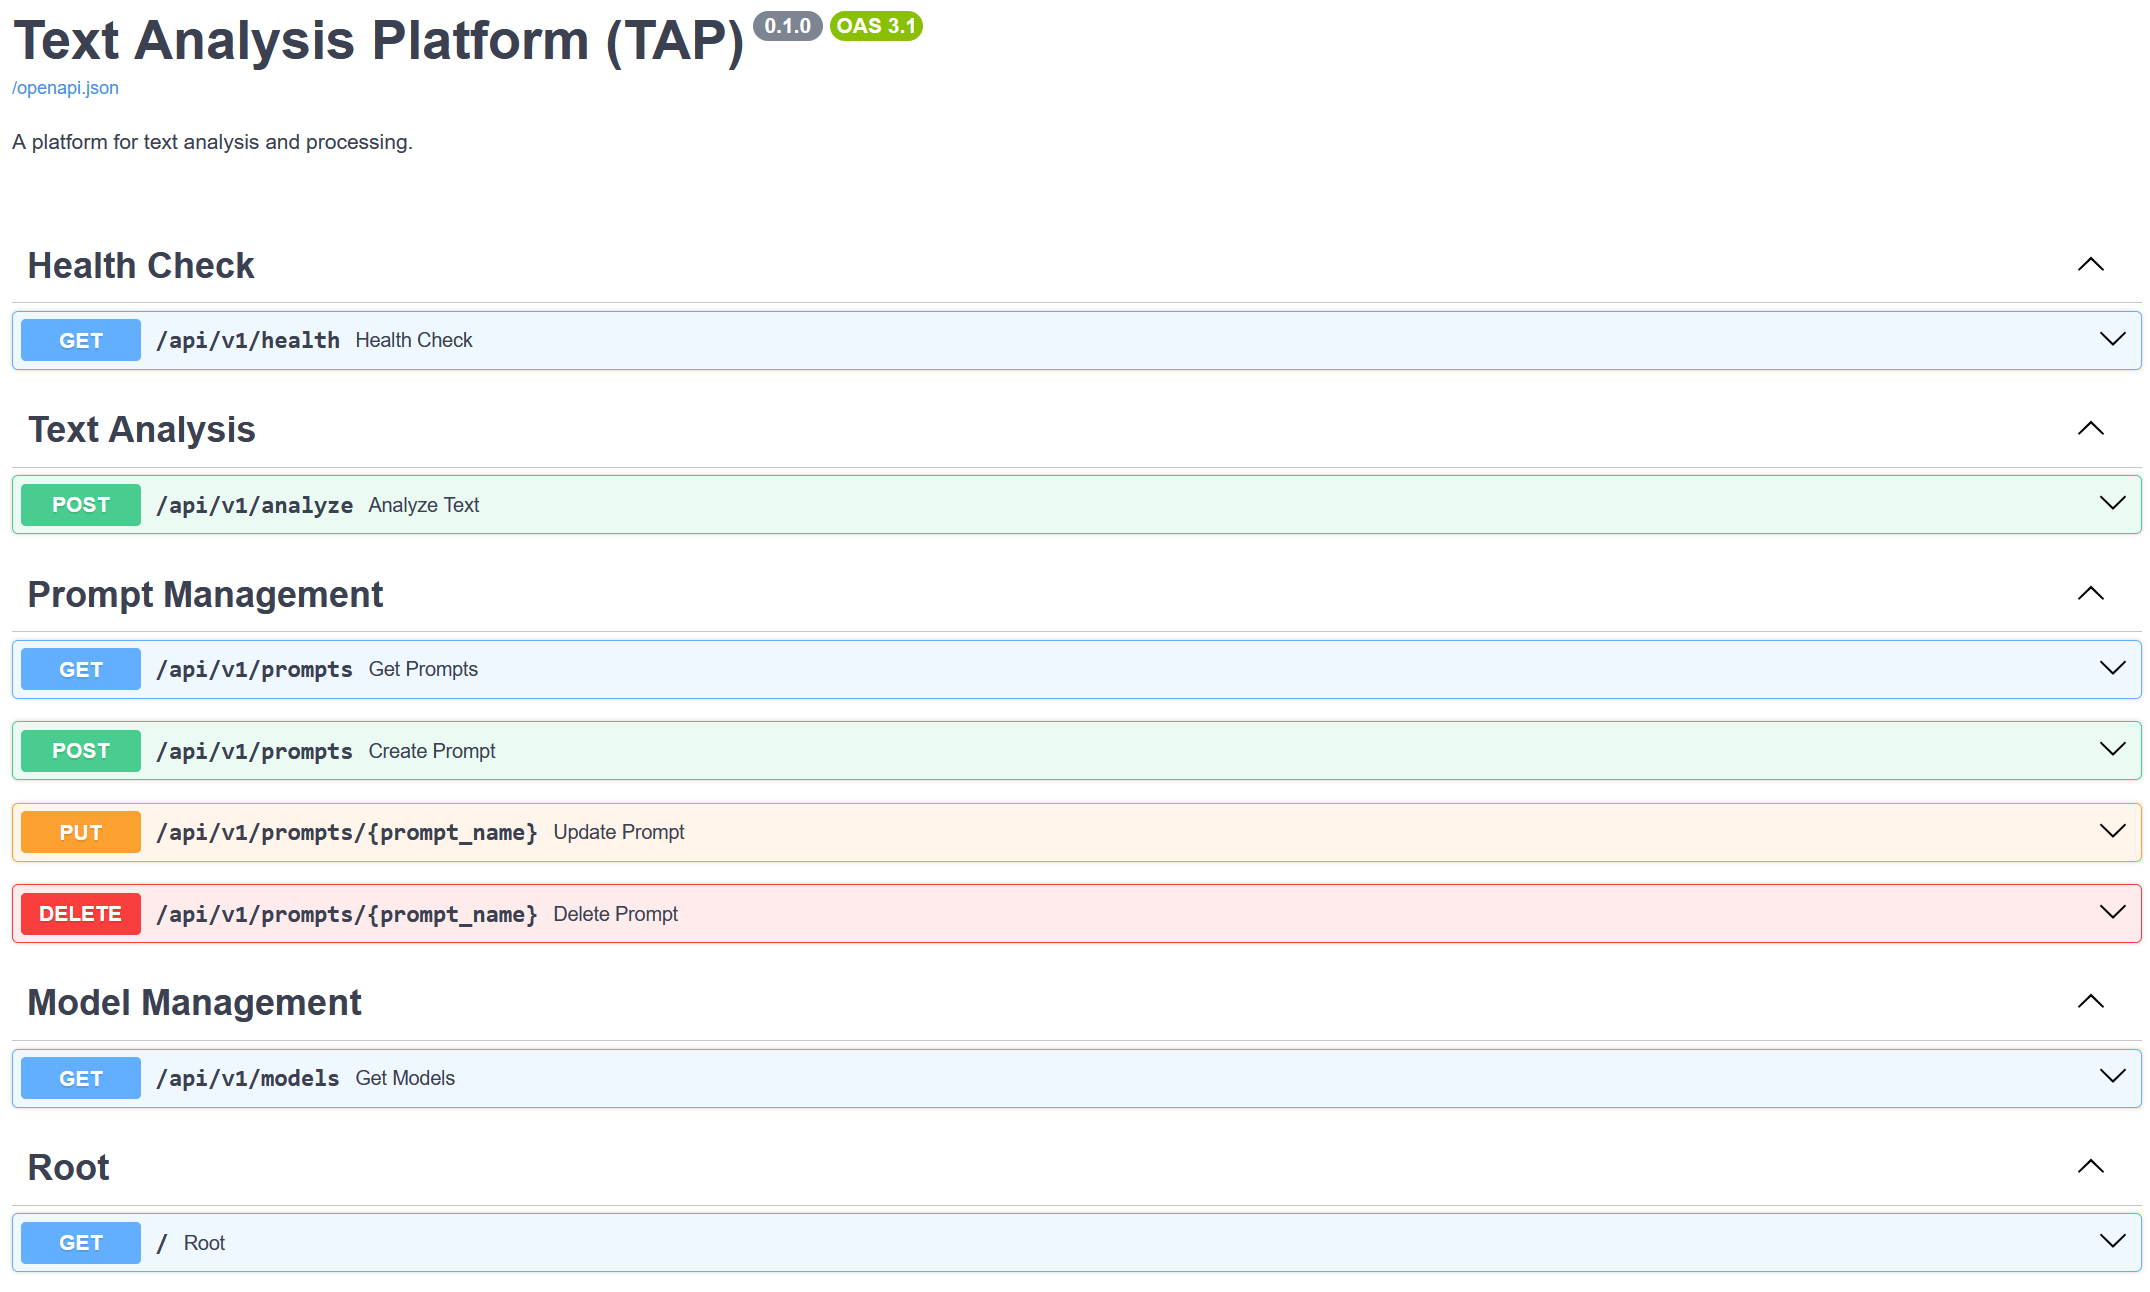 Text Analysis Platform (TAP) 0.1.0 OAS 3.1
/openapi.json
A platform for text analysis and processing.
Health Check
GET /api/v1/health Health Check
Text Analysis
POST /api/v1/analyze Analyze Text
Prompt Management
GET /api/v1/prompts Get Prompts
POST /api/v1/prompts Create Prompt
PUT /api/v1/prompts/{prompt_name} Update Prompt
DELETE /api/v1/prompts/{prompt_name} Delete Prompt
Model Management
GET /api/v1/models Get Models
Root
GET / Root